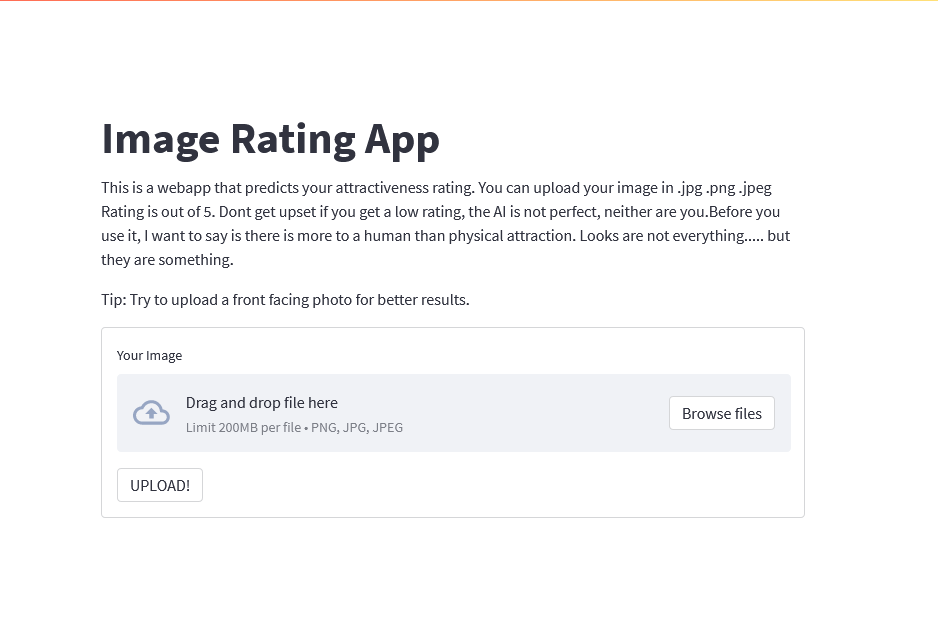 Image Rating App
This is a webapp that predicts your attractiveness rating. You can upload your image in .jpg .png .jpeg
Rating is out of 5. Dont get upset if you get a low rating, the AI is not perfect, neither are you.Before you
use it, I want to say is there is more to a human than physical attraction. Looks are not everything..... but
they are something.
Tip: Try to upload a front facing photo for better results.
Your Image
Drag and drop file here
Limit 200MB per file • PNG, JPG, JPEG
Browse files
UPLOAD!